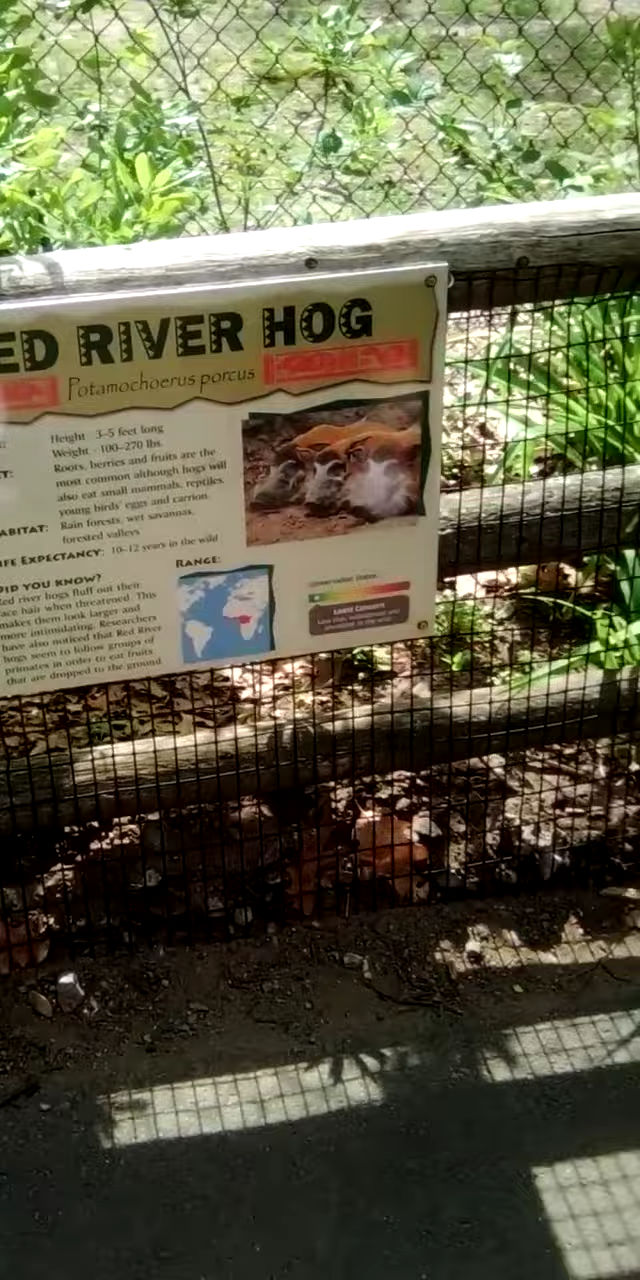 ED RIVER HOG
Potamochoerus porcus
Height 3-5 feet long
Weight - 100-270 lbs.
ET: Roots, berries and fruits are the
most common although hogs will
also eat small mammals, reptiles,
young birds' eggs and carrion.
ABITAT: Rain forests, wet savannas,
forested valleys
IFE EXPECTANCY: 10-12 years in the wild
DID YOU KNOW?
Red river hogs fluff out their
face hair when threatened. This
makes them look larger and
more intimidating. Researchers
have also noticed that Red River
hogs seem to follow groups of
primates in order to eat fruits
that are dropped to the ground
RANGE:
Conservation Status
Least Concern